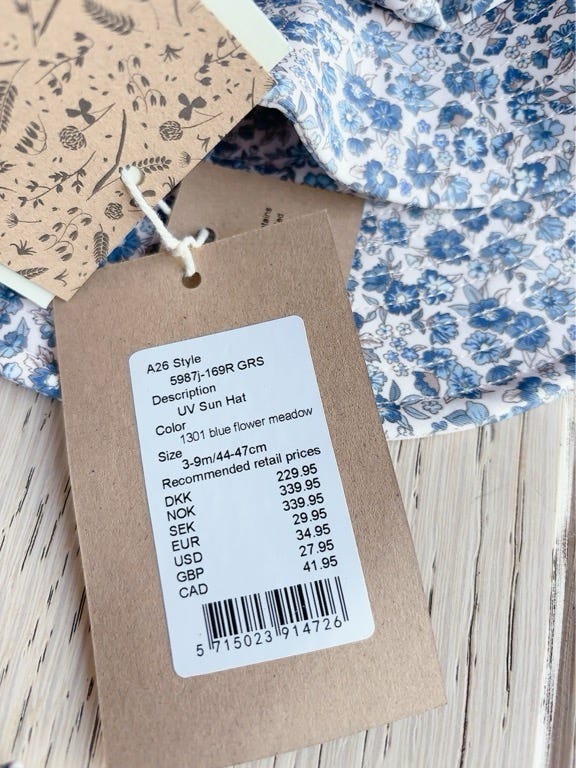 A26 Style
5987j-169R GRS
Description
UV Sun Hat
Color
1301 blue flower meadow
Size
3-9m/44-47cm
Recommended retail prices
DKK 229.95
NOK 339.95
SEK 339.95
EUR 29.95
USD 34.95
GBP 27.95
CAD 41.95
5 715023 914726